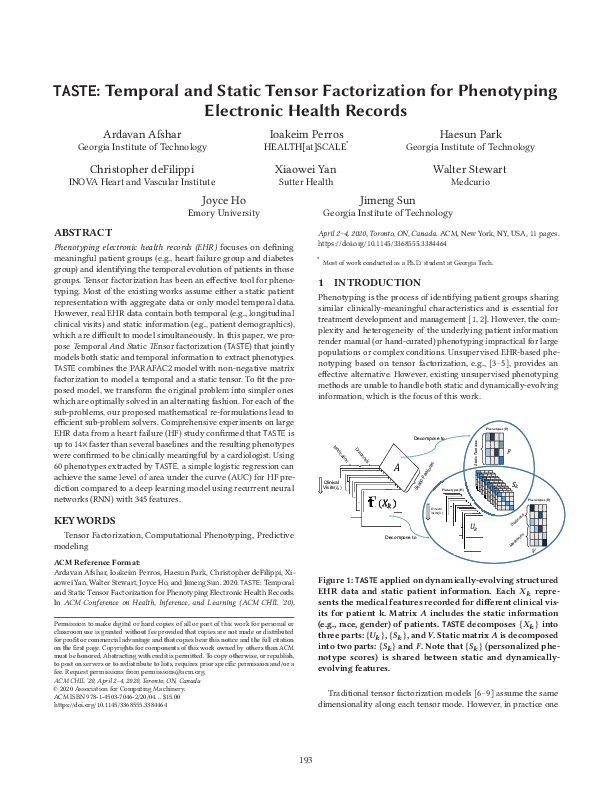 TASTE: Temporal and Static Tensor Factorization for Phenotyping
Electronic Health Records
Ardavan Afshar
Georgia Institute of Technology
Ioakeim Perros
HEALTH[at]SCALE*
Haesun Park
Georgia Institute of Technology
Christopher deFilippi
INOVA Heart and Vascular Institute
Xiaowei Yan
Sutter Health
Walter Stewart
Medcurio
Joyce Ho
Emory University
Jimeng Sun
Georgia Institute of Technology
ABSTRACT
Phenotyping electronic health records (EHR) focuses on defining
meaningful patient groups (e.g., heart failure group and diabetes
group) and identifying the temporal evolution of patients in those
groups. Tensor factorization has been an effective tool for pheno-
typing. Most of the existing works assume either a static patient
representation with aggregate data or only model temporal data.
However, real EHR data contain both temporal (e.g., longitudinal
clinical visits) and static information (e.g., patient demographics),
which are difficult to model simultaneously. In this paper, we pro-
pose Temporal And Static TEnsor factorization (TASTE) that jointly
models both static and temporal information to extract phenotypes.
TASTE combines the PARAFAC2 model with non-negative matrix
factorization to model a temporal and a static tensor. To fit the pro-
posed model, we transform the original problem into simpler ones
which are optimally solved in an alternating fashion. For each of the
sub-problems, our proposed mathematical re-formulations lead to
efficient sub-problem solvers. Comprehensive experiments on large
EHR data from a heart failure (HF) study confirmed that TASTE is
up to 14× faster than several baselines and the resulting phenotypes
were confirmed to be clinically meaningful by a cardiologist. Using
60 phenotypes extracted by TASTE, a simple logistic regression can
achieve the same level of area under the curve (AUC) for HF pre-
diction compared to a deep learning model using recurrent neural
networks (RNN) with 345 features.
KEYWORDS
Tensor Factorization, Computational Phenotyping, Predictive
modeling
ACM Reference Format:
Ardavan Afshar, Ioakeim Perros, Haesun Park, Christopher deFilippi, Xi-
aowei Yan, Walter Stewart, Joyce Ho, and Jimeng Sun. 2020. TASTE: Temporal
and Static Tensor Factorization for Phenotyping Electronic Health Records.
In ACM Conference on Health, Inference, and Learning (ACM CHIL '20),
Permission to make digital or hard copies of all or part of this work for personal or
classroom use is granted without fee provided that copies are not made or distributed
for profit or commercial advantage and that copies bear this notice and the full citation
on the first page. Copyrights for components of this work owned by others than ACM
must be honored. Abstracting with credit is permitted. To copy otherwise, or republish,
to post on servers or to redistribute to lists, requires prior specific permission and/or a
fee. Request permissions from permissions@acm.org.
ACM CHIL '20, April 2–4, 2020, Toronto, ON, Canada
© 2020 Association for Computing Machinery.
ACM ISBN 978-1-4503-7046-2/20/04...$15.00
https://doi.org/10.1145/3368555.3384464
April 2–4, 2020, Toronto, ON, Canada. ACM, New York, NY, USA, 11 pages.
https://doi.org/10.1145/3368555.3384464
* Most of work conducted as a Ph.D. student at Georgia Tech.
1 INTRODUCTION
Phenotyping is the process of identifying patient groups sharing
similar clinically-meaningful characteristics and is essential for
treatment development and management [1, 2]. However, the com-
plexity and heterogeneity of the underlying patient information
render manual (or hand-curated) phenotyping impractical for large
populations or complex conditions. Unsupervised EHR-based phe-
notyping based on tensor factorization, e.g., [3–5], provides an
effective alternative. However, existing unsupervised phenotyping
methods are unable to handle both static and dynamically-evolving
information, which is the focus of this work.
Decompose to
A
Clinical
F
S_k
U_k
Decompose to
Figure 1: TASTE applied on dynamically-evolving structured
EHR data and static patient information. Each X_k repre-
sents the medical features recorded for different clinical vis-
its for patient k. Matrix A includes the static information
(e.g., race, gender) of patients. TASTE decomposes {X_k} into
three parts: {U_k}, {S_k}, and V. Static matrix A is decomposed
into two parts: {S_k} and F. Note that {S_k} (personalized phe-
notype scores) is shared between static and dynamically-
evolving features.
Traditional tensor factorization models [6–9] assume the same
dimensionality along each tensor mode. However, in practice one
193